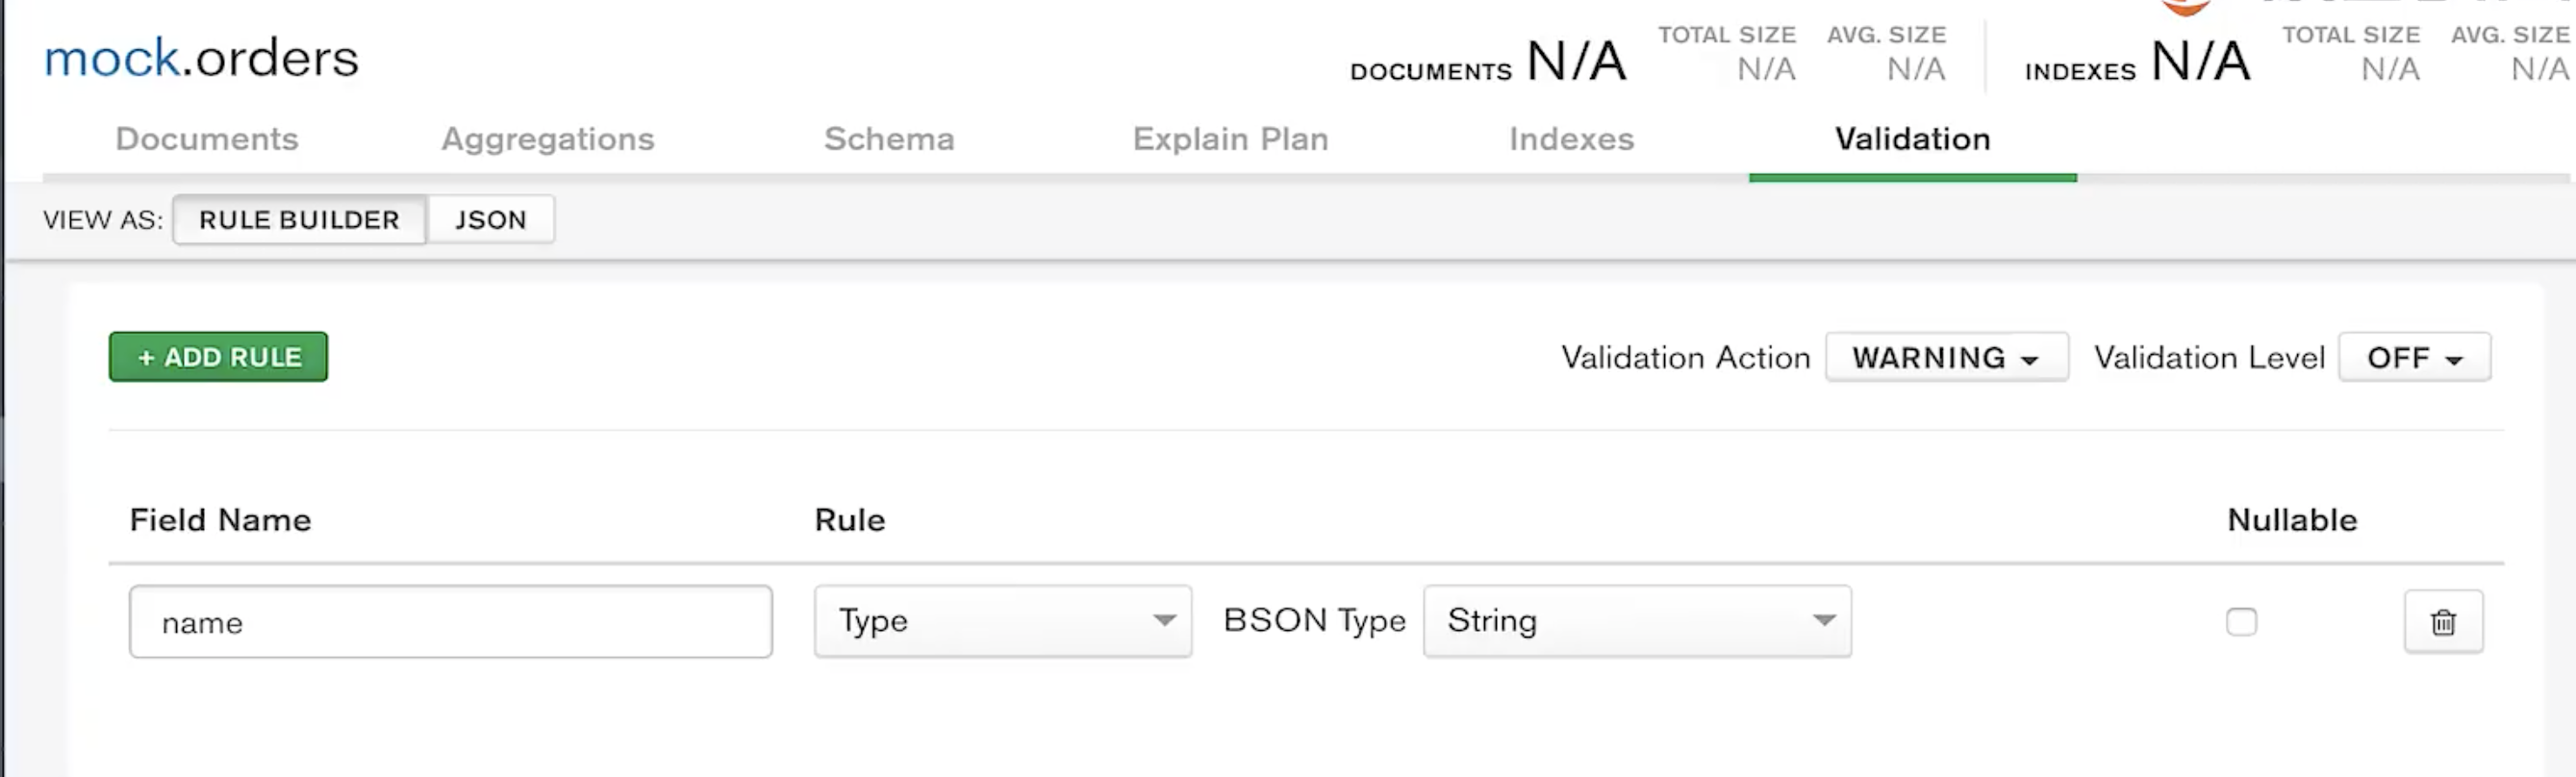 mock.orders
DOCUMENTS N/A
TOTAL SIZE
N/A
AVG. SIZE
N/A
INDEXES N/A
TOTAL SIZE
N/A
AVG. SIZE
N/A
Documents Aggregations Schema Explain Plan Indexes Validation
VIEW AS: RULE BUILDER JSON
+ ADD RULE Validation Action WARNING Validation Level OFF
Field Name Rule Nullable
name Type BSON Type String